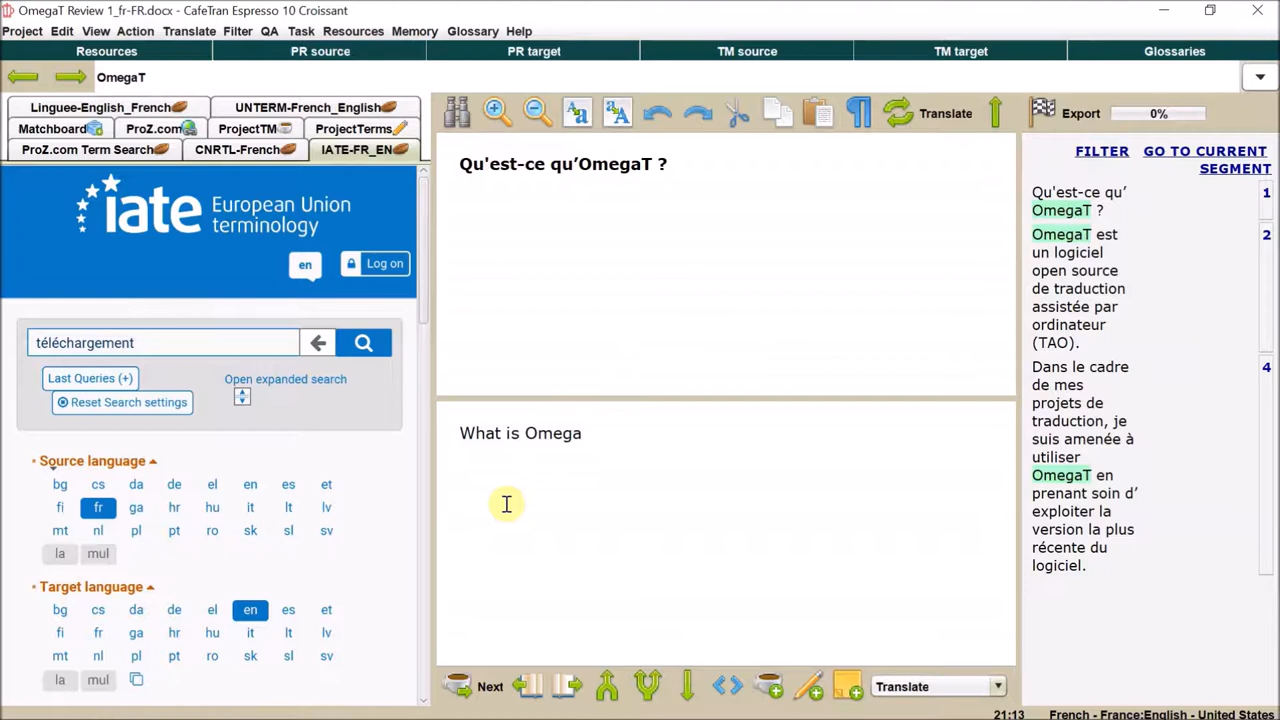 OmegaT Review 1_fr-FR.docx - CafeTran Espresso 10 Croissant
Project Edit View Action Translate Filter QA Task Resources Memory Glossary Help
Resources PR source PR target TM source TM target Glossaries
OmegaT
Linguee-English_French UNTERM-French_English
Matchboard ProZ.com ProjectTM ProjectTerms
ProZ.com Term Search CNRTL-French IATE-FR_EN
iate European Union
terminology
en Log on
téléchargement
Last Queries (+) Open expanded search
Reset Search settings
Source language
bg cs da de el en es et
fi fr ga hr hu it lt lv
mt nl pl pt ro sk sl sv
la mul
Target language
bg cs da de el en es et
fi fr ga hr hu it lt lv
mt nl pl pt ro sk sl sv
la mul
Translate Export 0%
Qu'est-ce qu’OmegaT ?
What is Omega
Next Translate
FILTER GO TO CURRENT
SEGMENT
Qu'est-ce qu’ 1
OmegaT ?
OmegaT est 2
un logiciel
open source
de traduction
assistée par
ordinateur
(TAO).
Dans le cadre 4
de mes
projets de
traduction, je
suis amenée à
utiliser
OmegaT en
prenant soin d’
exploiter la
version la plus
récente du
logiciel.
21:13 French - France:English - United States